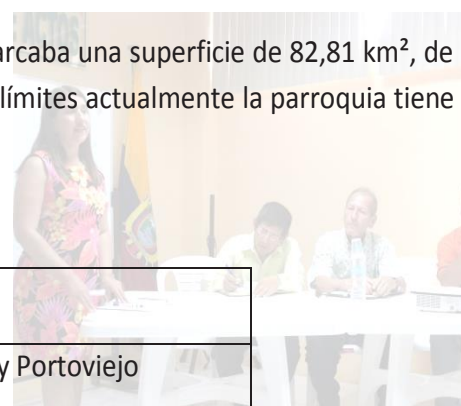 arcaba una superficie de 82,81 km², de
límites actualmente la parroquia tiene
y Portoviejo